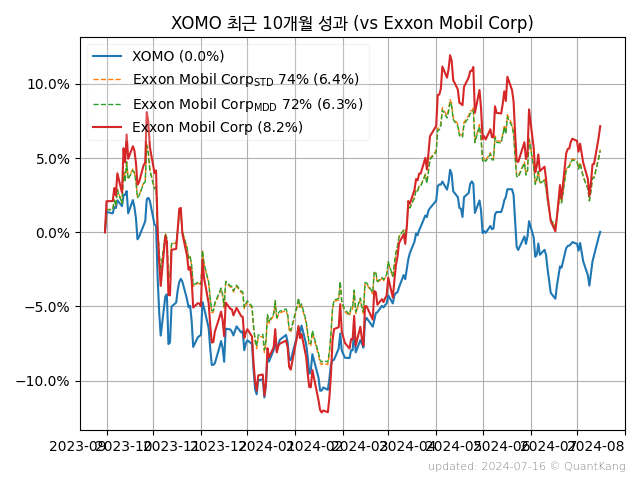 XOMO 최근 10개월 성과 (vs Exxon Mobil Corp)
XOMO (0.0%)
Exxon Mobil Corp_STD 74% (6.4%)
Exxon Mobil Corp_MDD 72% (6.3%)
Exxon Mobil Corp (8.2%)
10.0%
5.0%
0.0%
−5.0%
−10.0%
2023-09 2023-10 2023-11 2023-12 2024-01 2024-02 2024-03 2024-04 2024-05 2024-06 2024-07 2024-08
updated: 2024-07-16 © QuantKang